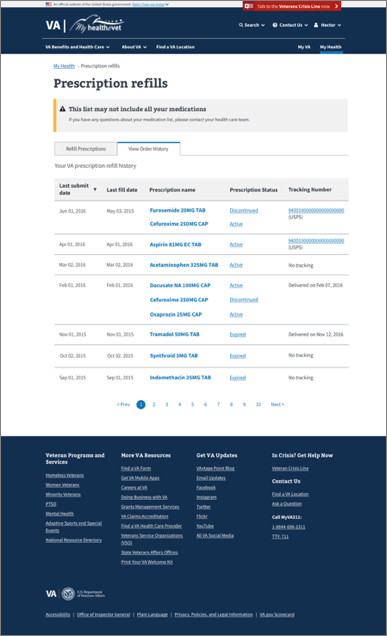 An official website of the United States government. Here's how you know
Talk to the Veterans Crisis Line now
VA
My healthevet
Search
Contact Us
Hector
VA Benefits and Health Care
About VA
Find a VA Location
My VA
My Health
My Health › Prescription refills
Prescription refills
This list may not include all your medications
If you have any questions about your medication list, please contact your health care team.
Refill Prescriptions
View Order History
Your VA prescription refill history
Last submit date
Last fill date
Prescription name
Prescription Status
Tracking Number
Jun 01, 2016
May 03, 2015
Furosemide 20MG TAB
Discontinued
(USPS)
Cefuroxime 250MG CAP
Active
Apr 01, 2016
Apr 01, 2016
Aspirin 81MG EC TAB
Active
(USPS)
Mar 02, 2016
Mar 02, 2016
Acetaminophen 325MG TAB
Active
No tracking
Feb 01, 2016
Feb 01, 2016
Docusate NA 100MG CAP
Active
Delivered on Feb 07, 2016
Cefuroxime 250MG CAP
Discontinued
Oxaprozin 25MG CAP
Active
Nov 01, 2015
Nov 01, 2015
Tramadol 50MG TAB
Expired
Delivered on Nov 12, 2016
Oct 02, 2015
Oct 02, 2015
Synthroid 3MG TAB
Expired
No tracking
Sep 01, 2015
Sep 01, 2015
Indomethacin 25MG TAB
Expired
No tracking
< Prev 1 2 3 4 5 6 7 8 9 10 Next >
Veteran Programs and Services
Homeless Veterans
Women Veterans
Minority Veterans
PTSD
Mental Health
Adaptive Sports and Special Events
National Resource Directory
More VA Resources
Find a VA Form
Get VA Mobile Apps
Careers at VA
Doing Business with VA
Grants Management Services
VA Claims Accreditation
Find a VA Health Care Provider
Veterans Service Organizations (VSO)
State Veterans Affairs Offices
Print Your VA Welcome Kit
Get VA Updates
VAntage Point Blog
Email Updates
Facebook
Instagram
Twitter
Flickr
YouTube
All VA Social Media
In Crisis? Get Help Now
Veteran Crisis Line
Contact Us
Find a VA Location
Ask a Question
Call MyVA311:
1-8444-698-2311
TTY: 711
VA
U.S. Department of Veterans Affairs
Accessibility | Office of Inspector General | Plain Language | Privacy, Policies, and Legal Information | VA.gov Scorecard